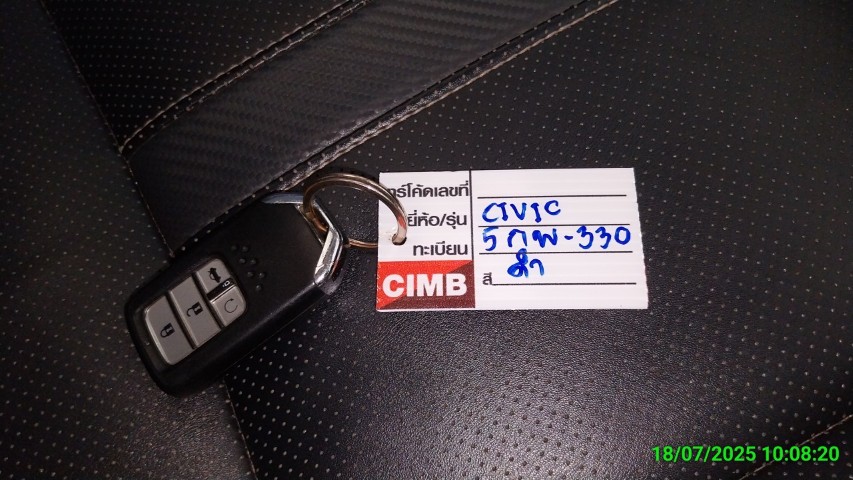 าร์โค้ดเลขที่
ยี่ห้อ/รุ่น CIVIC
ทะเบียน 5กพ-330
CIMB
สี ดำ
18/07/2025 10:08:20